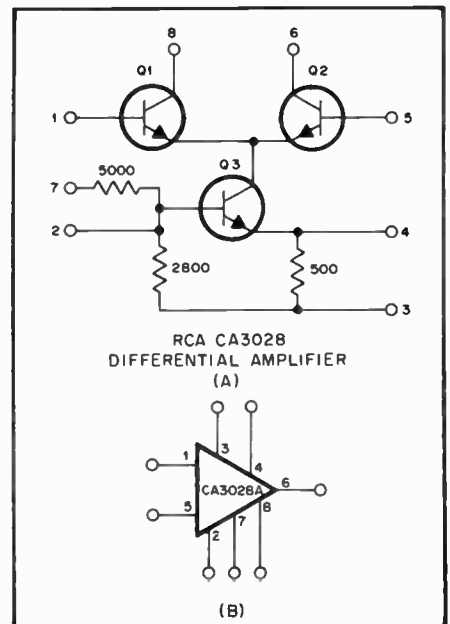 8 6
Q1 Q2
1 5
Q3
7 5000
2 4
2800 500
3
RCA CA3028
DIFFERENTIAL AMPLIFIER
(A)
3 4
1
CA3028A 6
5 8
2 7
(B)